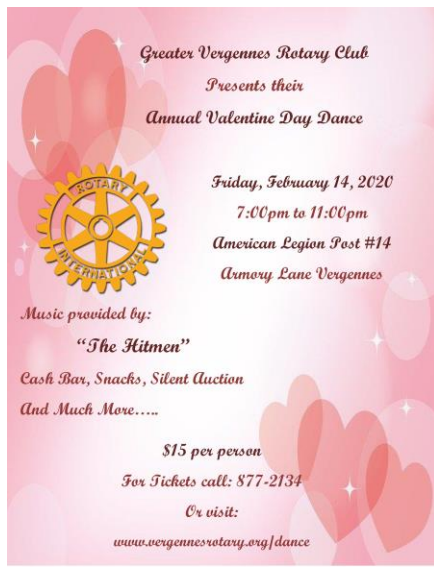 Greater Vergennes Rotary Club
Presents their
Annual Valentine Day Dance
Friday, February 14, 2020
7:00pm to 11:00pm
American Legion Post #14
Armory Lane Vergennes
ROTARY
INTERNATIONAL
Music provided by:
“The Hitmen”
Cash Bar, Snacks, Silent Auction
And Much More…..
$15 per person
For Tickets call: 877-2134
Or visit:
www.vergennesrotary.org/dance